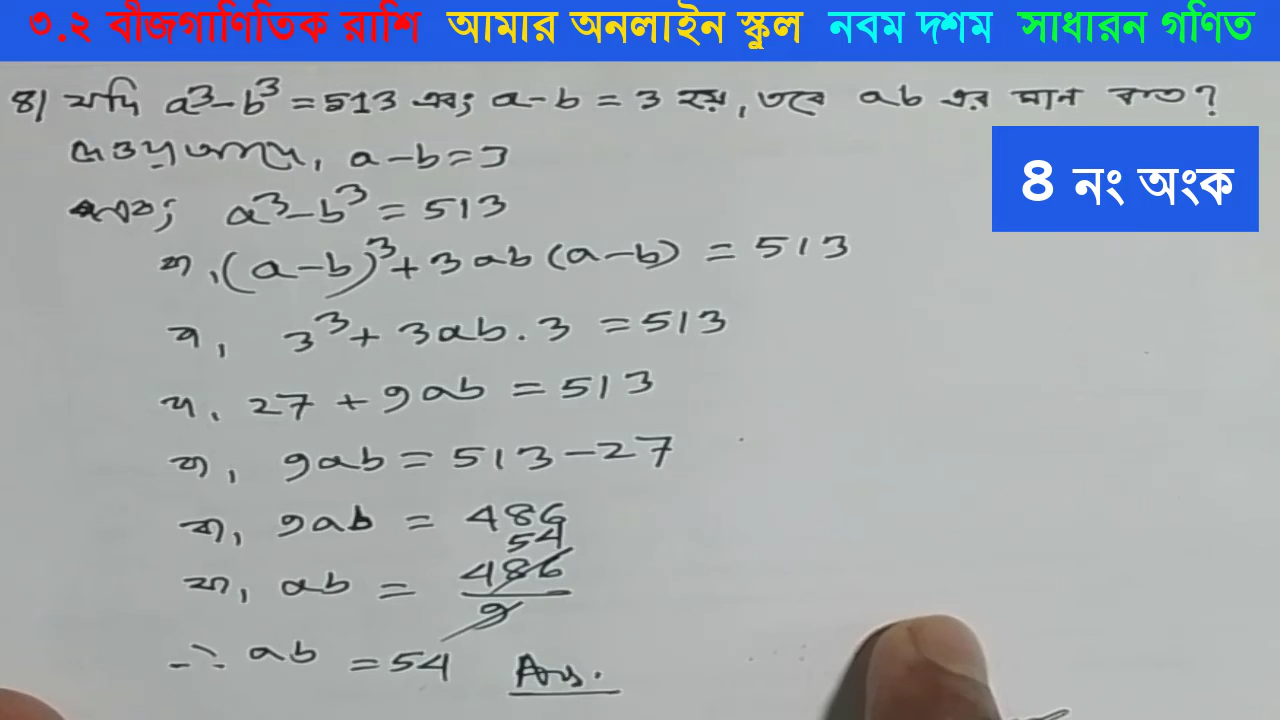 ৩.২ বীজগাণিতিক রাশি আমার অনলাইন স্কুল নবম দশম সাধারন গণিত
৪। যদি a³-b³ = 513 এবং a-b = 3 হয়, তবে ab এর মান কত?
৪ নং অংক
দেওয়া আছে, a-b=3
এবং a³-b³ = 513
বা, (a-b)³+3ab(a-b) = 513
বা, 3³+3ab.3 = 513
বা, 27+9ab = 513
বা, 9ab = 513-27
বা, 9ab = 486
54
বা, ab = 486/9
∴ ab = 54 Ans.